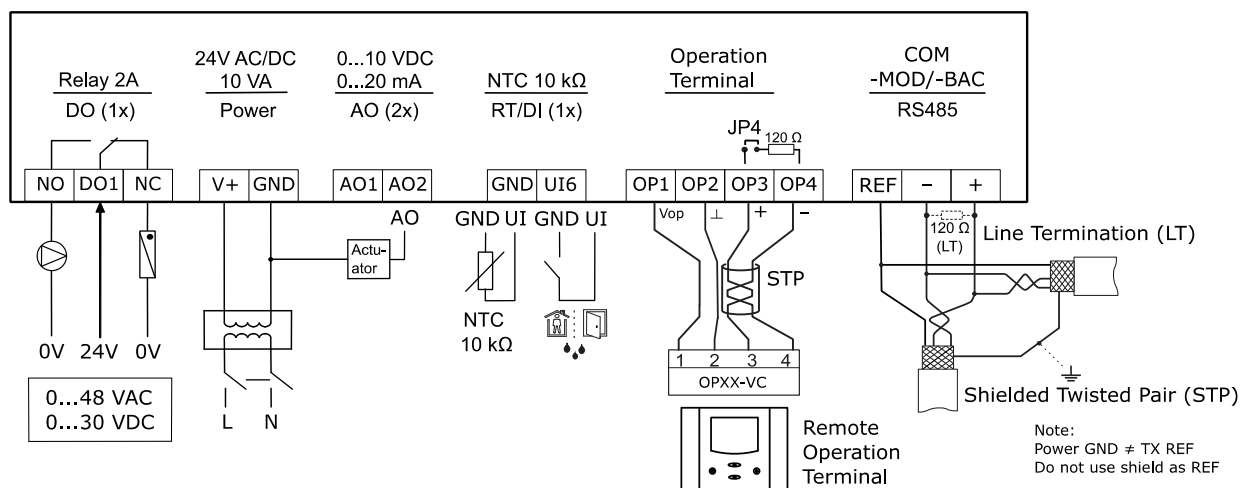 Relay 2A
DO (1x)
24V AC/DC
10 VA
Power
0...10 VDC
0...20 mA
AO (2x)
NTC 10 kΩ
RT/DI (1x)
Operation
Terminal
COM
-MOD/-BAC
RS485
JP4
120 Ω
NO DO1 NC
V+ GND
AO1 AO2
GND UI6
OP1 OP2 OP3 OP4
REF – +
AO
GND UI GND UI
Vop ⊥ + –
120 Ω
(LT)
Line Termination (LT)
Actu-
ator
STP
NTC
10 kΩ
0V 24V 0V
1 2 3 4
OPXX-VC
0...48 VAC
0...30 VDC
L N
Shielded Twisted Pair (STP)
Remote
Operation
Terminal
Note:
Power GND ≠ TX REF
Do not use shield as REF